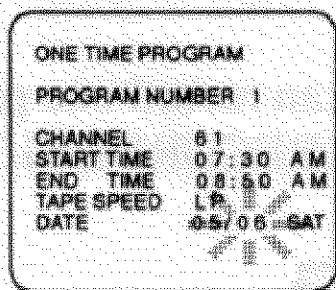 ONE TIME PROGRAM
PROGRAM NUMBER 1
CHANNEL 61
START TIME 07:30 AM
END TIME 08:50 AM
TAPE SPEED LP
DATE 05/06 SAT